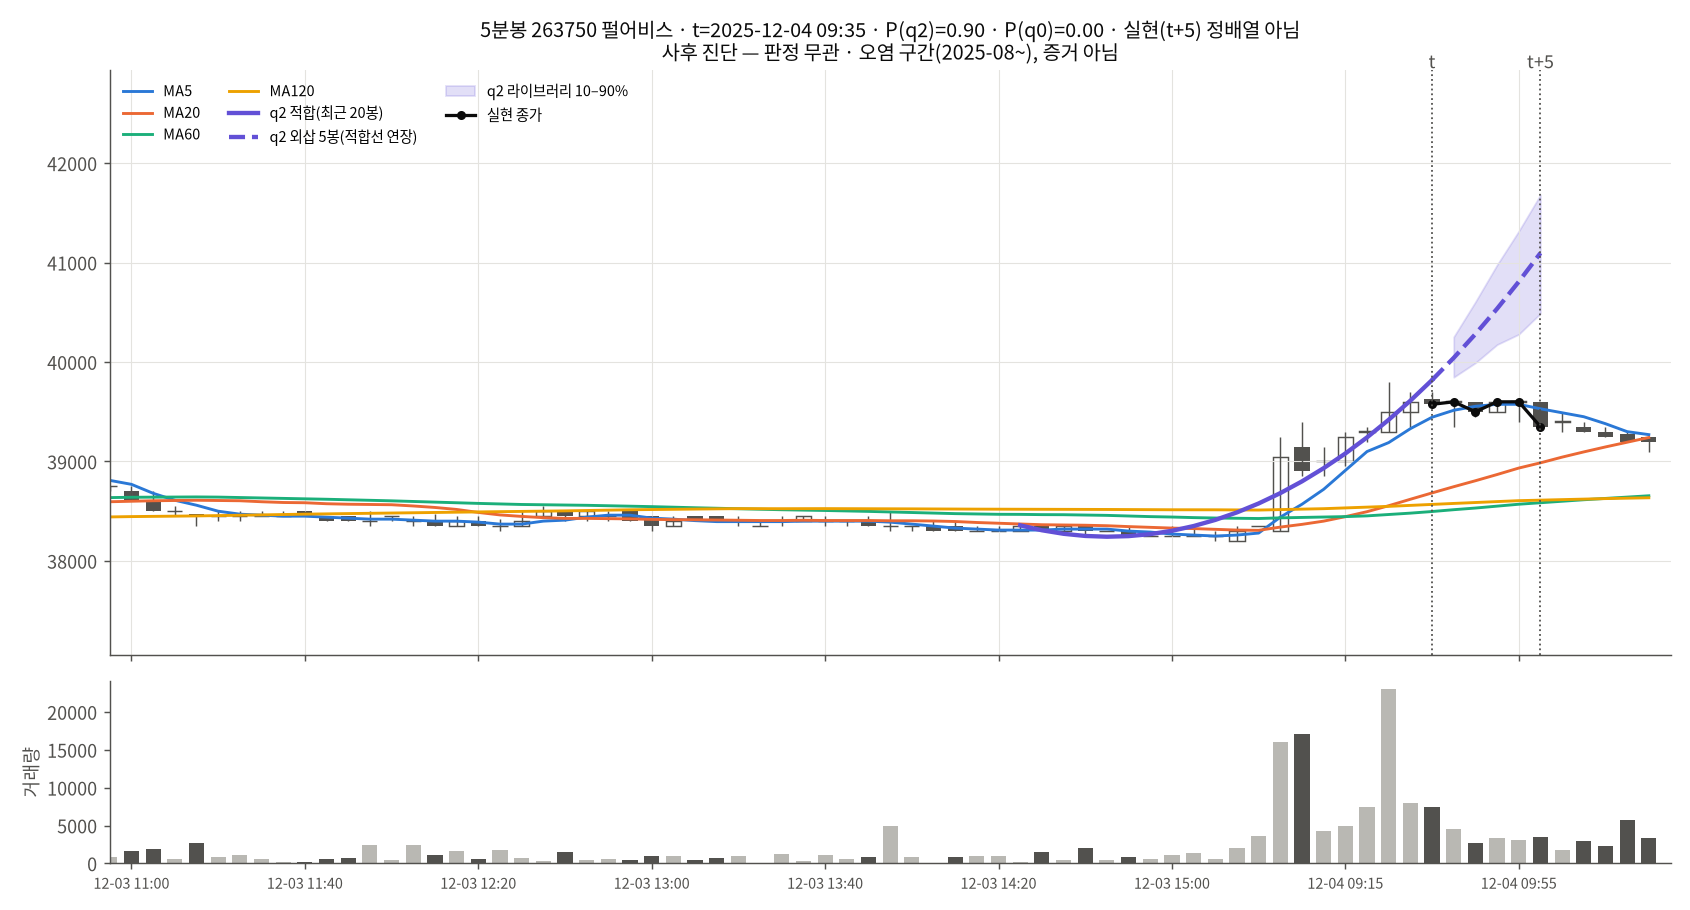 5분봉 263750 펄어비스 · t=2025-12-04 09:35 · P(q2)=0.90 · P(q0)=0.00 · 실현(t+5) 정배열 아님
사후 진단 — 판정 무관 · 오염 구간(2025-08~), 증거 아님
t
t+5
MA5
MA20
MA60
MA120
q2 적합(최근 20봉)
q2 외삽 5봉(적합선 연장)
q2 라이브러리 10–90%
실현 종가
42000
41000
40000
39000
38000
거래량
20000
15000
10000
5000
0
12-03 11:00
12-03 11:40
12-03 12:20
12-03 13:00
12-03 13:40
12-03 14:20
12-03 15:00
12-04 09:15
12-04 09:55